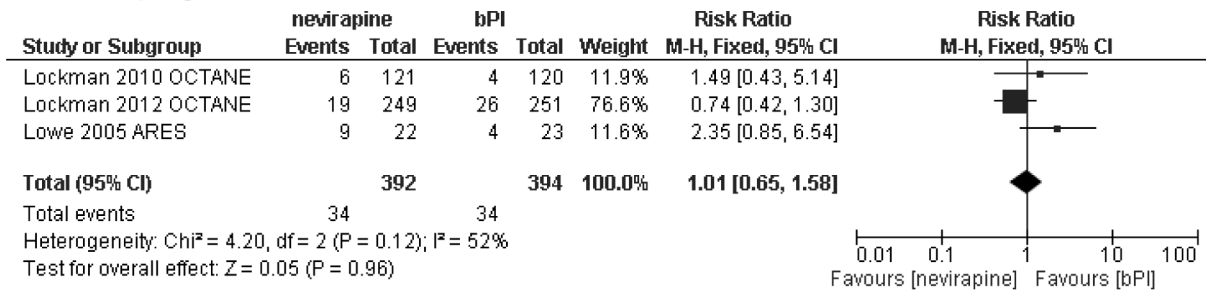 nevirapine bPI Risk Ratio Risk Ratio
Study or Subgroup Events Total Events Total Weight M-H, Fixed, 95% CI M-H, Fixed, 95% CI
Lockman 2010 OCTANE 6 121 4 120 11.9% 1.49 [0.43, 5.14]
Lockman 2012 OCTANE 19 249 26 251 76.6% 0.74 [0.42, 1.30]
Lowe 2005 ARES 9 22 4 23 11.6% 2.35 [0.85, 6.54]
Total (95% CI) 392 394 100.0% 1.01 [0.65, 1.58]
Total events 34 34
Heterogeneity: Chi² = 4.20, df = 2 (P = 0.12); I² = 52%
Test for overall effect: Z = 0.05 (P = 0.96)
0.01 0.1 1 10 100
Favours [nevirapine] Favours [bPI]